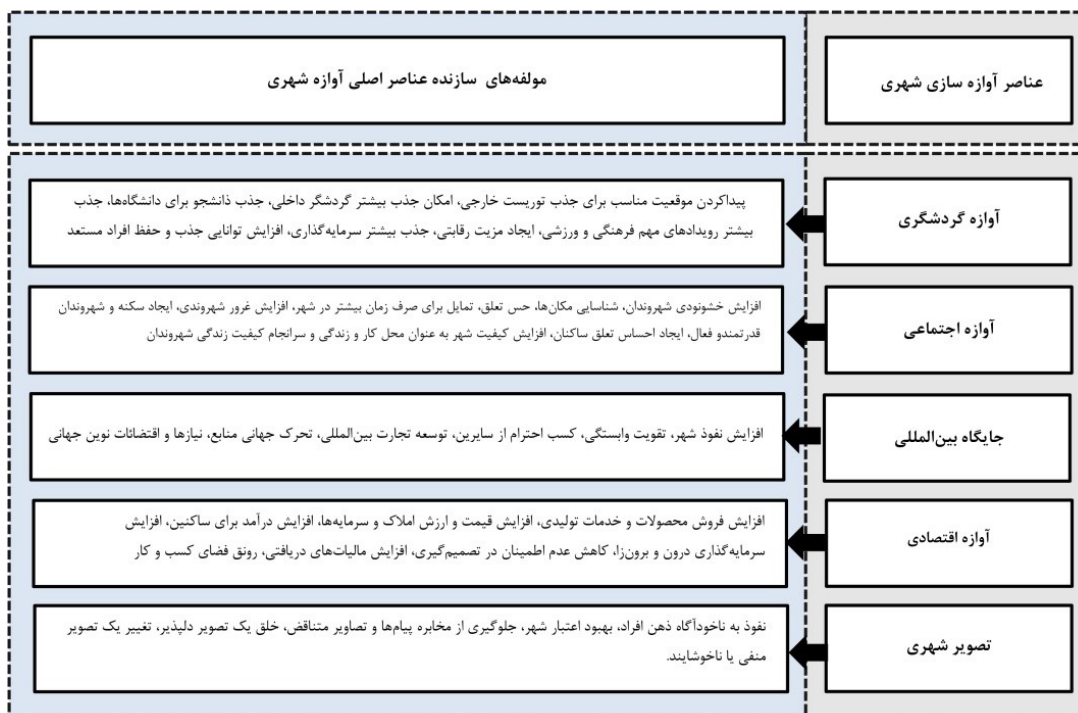 عناصر آوازه سازی شهری
مولفه‌های سازنده عناصر اصلی آوازه شهری
آوازه گردشگری
پیداکردن موقعیت مناسب برای جذب توریست خارجی، امکان جذب بیشتر گردشگر داخلی، جذب ذانشجو برای دانشگاه‌ها، جذب
بیشتر رویدادهای مهم فرهنگی و ورزشی، ایجاد مزیت رقابتی، جذب بیشتر سرمایه‌گذاری، افزایش توانایی جذب و حفظ افراد مستعد
آوازه اجتماعی
افزایش خشونودی شهروندان، شناسایی مکان‌ها، حس تعلق، تمایل برای صرف زمان بیشتر در شهر، افزایش غرور شهروندی، ایجاد سکنه و شهروندان
قدرتمندو فعال، ایجاد احساس تعلق ساکنان، افزایش کیفیت شهر به عنوان محل کار و زندگی و سرانجام کیفیت زندگی شهروندان
جایگاه بین‌المللی
افزایش نفوذ شهر، تقویت وابستگی، کسب احترام از سایرین، توسعه تجارت بین‌المللی، تحرک جهانی منابع، نیازها و اقتضائات نوین جهانی
آوازه اقتصادی
افزایش فروش محصولات و خدمات تولیدی، افزایش قیمت و ارزش املاک و سرمایه‌ها، افزایش درآمد برای ساکنین، افزایش
سرمایه‌گذاری درون و برون‌زا، کاهش عدم اطمینان در تصمیم‌گیری، افزایش مالیات‌های دریافتی، رونق فضای کسب و کار
تصویر شهری
نفوذ به ناخودآگاه ذهن افراد، بهبود اعتبار شهر، جلوگیری از مخابره پیام‌ها و تصاویر متناقض، خلق یک تصویر دلپذیر، تغییر یک تصویر
منفی یا ناخوشایند.